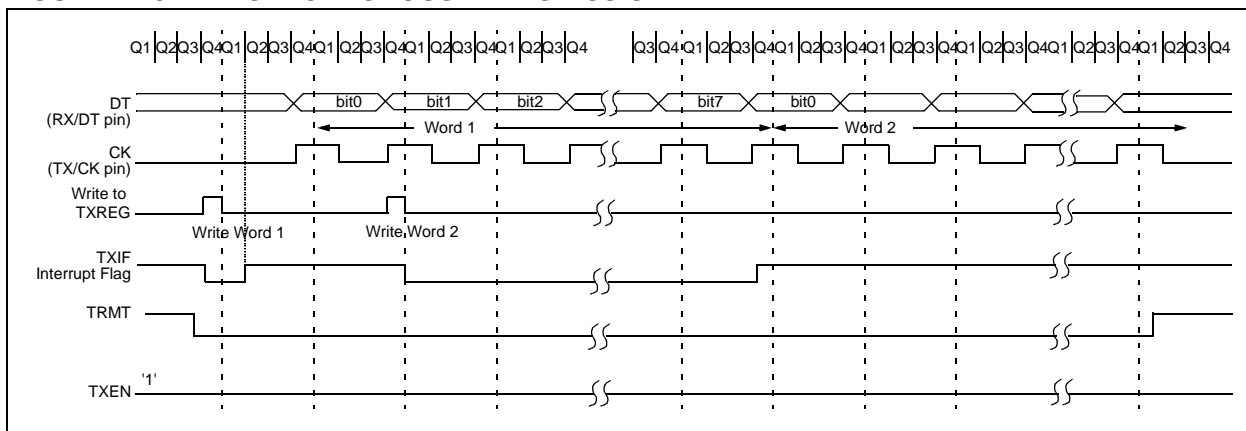 Q1 Q2 Q3 Q4 Q1 Q2 Q3 Q4 Q1 Q2 Q3 Q4 Q1 Q2 Q3 Q4 Q1 Q2 Q3 Q4 Q3 Q4 Q1 Q2 Q3 Q4 Q1 Q2 Q3 Q4 Q1 Q2 Q3 Q4 Q1 Q2 Q3 Q4 Q1 Q2 Q3 Q4 Q1 Q2 Q3 Q4
DT bit0 bit1 bit2 bit7 bit0
(RX/DT pin) Word 1 Word 2
CK
(TX/CK pin)
Write to
TXREG
Write Word 1 Write Word 2
TXIF
Interrupt Flag
TRMT
TXEN '1'